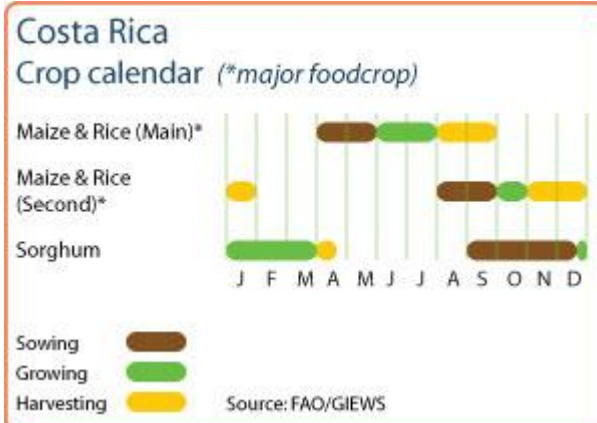 Costa Rica
Crop calendar (*major foodcrop)
Maize & Rice (Main)*
Maize & Rice
(Second)*
Sorghum
J F M A M J J A S O N D
Sowing
Growing
Harvesting
Source: FAO/GIEWS